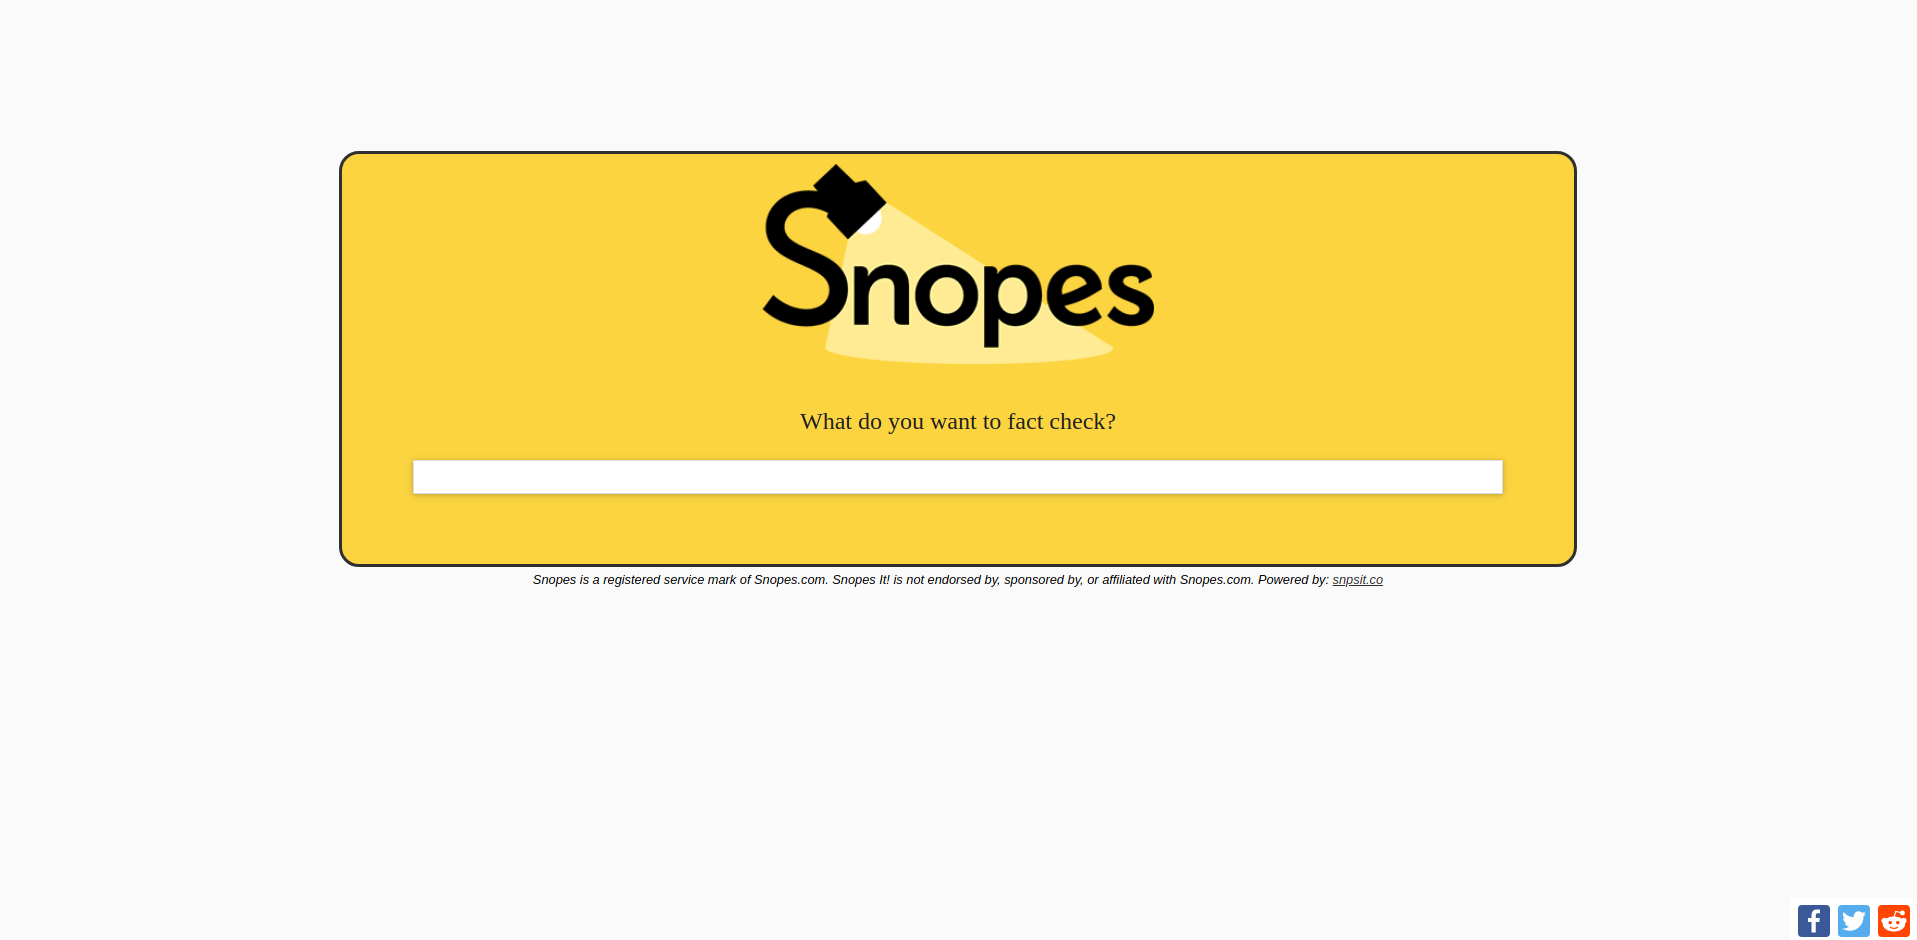 Snopes
What do you want to fact check?
Snopes is a registered service mark of Snopes.com. Snopes It! is not endorsed by, sponsored by, or affiliated with Snopes.com. Powered by: snpsit.co